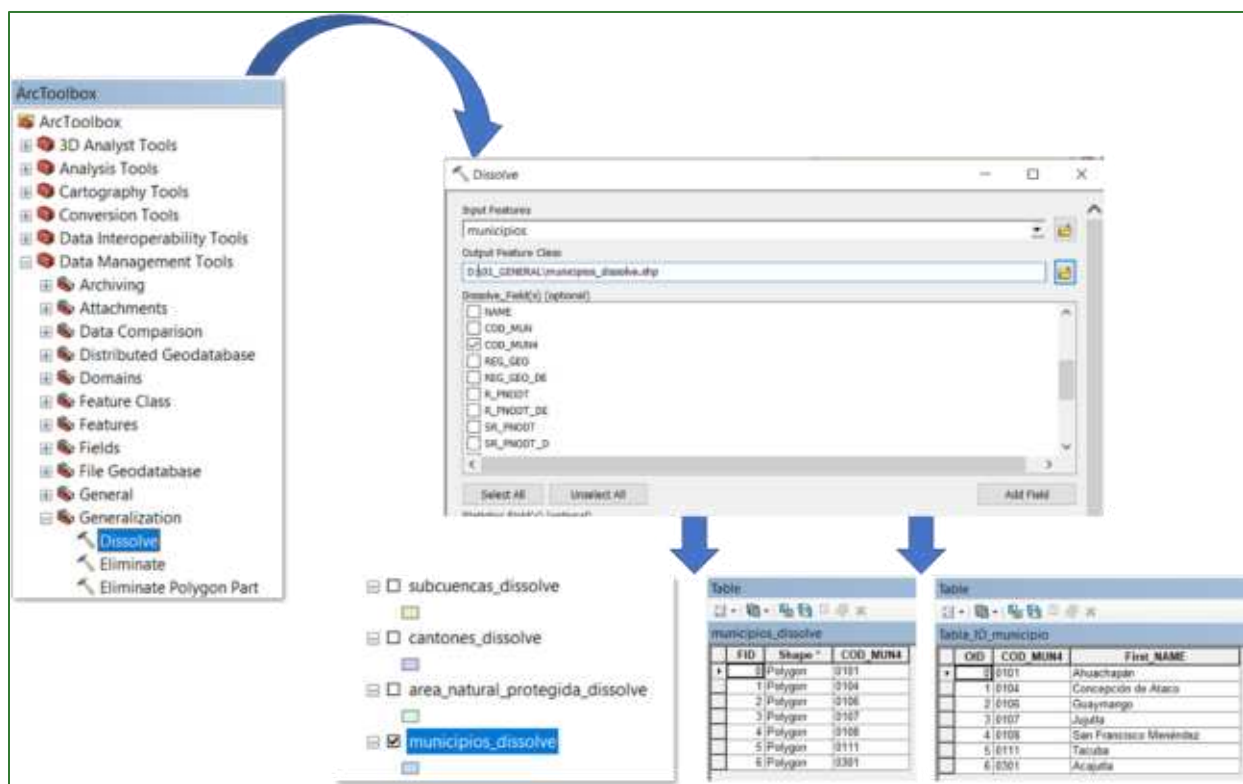 ArcToolbox
ArcToolbox
3D Analyst Tools
Analysis Tools
Cartography Tools
Conversion Tools
Data Interoperability Tools
Data Management Tools
Archiving
Attachments
Data Comparison
Distributed Geodatabase
Domains
Feature Class
Features
Fields
File Geodatabase
General
Generalization
Dissolve
Eliminate
Eliminate Polygon Part
Dissolve
Input Features
municipios
Output Feature Class
D:\01_GENERAL\municipios_dissolve.shp
Dissolve_Field(s) (optional)
NAME
COD_MUN
COD_MUN4
REG_GEO
REG_GEO_DE
R_PNODT
R_PNODT_DE
SR_PNODT
SR_PNODT_D
Select All Unselect All Add Field
subcuencas_dissolve
cantones_dissolve
area_natural_protegida_dissolve
municipios_dissolve
Table
municipios_dissolve
FID Shape * COD_MUN4
0 Polygon 0101
1 Polygon 0104
2 Polygon 0106
3 Polygon 0107
4 Polygon 0108
5 Polygon 0111
6 Polygon 0301
Table
Tabla_ID_municipio
OID COD_MUN4 First_NAME
0 0101 Ahuachapán
1 0104 Concepción de Ataco
2 0106 Guaymango
3 0107 Jujutla
4 0108 San Francisco Menéndez
5 0111 Tacuba
6 0301 Acajutla